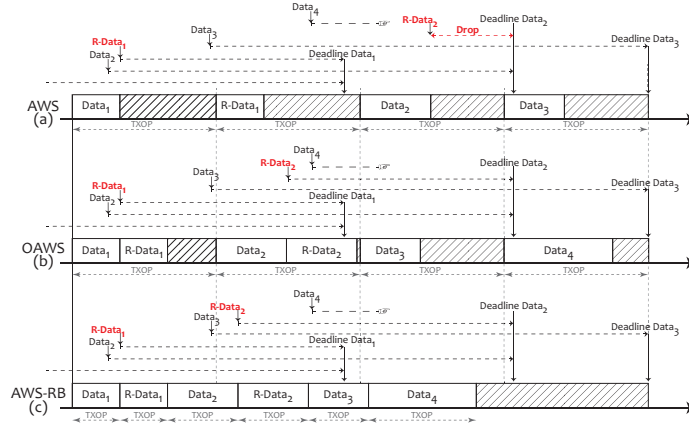 Data4
R-Data2
Deadline Data2
R-Data1
Data3
Drop
Data2
Deadline Data1
Deadline Data3
AWS
Data1
R-Data1
Data2
Data3
(a)
TXOP TXOP TXOP TXOP
Data4
R-Data2
Deadline Data2
R-Data1
Data3
Data2
Deadline Data1
Deadline Data3
OAWS
Data1
R-Data1
Data2
R-Data2
Data3
Data4
(b)
TXOP TXOP TXOP TXOP
Data4
R-Data2
Deadline Data2
R-Data1
Data3
Data2
Deadline Data1
Deadline Data3
AWS-RB
Data1
R-Data1
Data2
R-Data2
Data3
Data4
(c)
TXOP TXOP TXOP TXOP TXOP TXOP